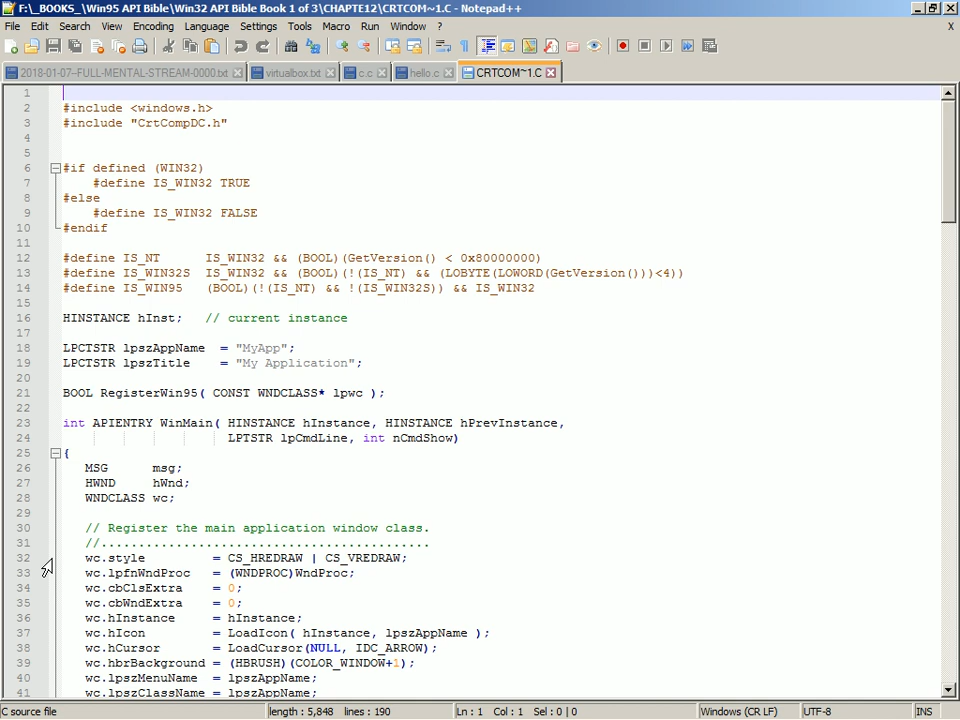 F:\_BOOKS_\Win95 API Bible\Win32 API Bible Book 1 of 3\CHAPTE12\CRTCOM~1.C - Notepad++
File Edit Search View Encoding Language Settings Tools Macro Run Window ? X
2018-01-07--FULL-MENTAL-STREAM-0000.txt virtualbox.txt c.c hello.c CRTCOM~1.C
1
2 #include <windows.h>
3 #include "CrtCompDC.h"
4
5
6 #if defined (WIN32)
7 #define IS_WIN32 TRUE
8 #else
9 #define IS_WIN32 FALSE
10 #endif
11
12 #define IS_NT IS_WIN32 && (BOOL)(GetVersion() < 0x80000000)
13 #define IS_WIN32S IS_WIN32 && (BOOL)(!(IS_NT) && (LOBYTE(LOWORD(GetVersion()))<4))
14 #define IS_WIN95 (BOOL)(!(IS_NT) && !(IS_WIN32S)) && IS_WIN32
15
16 HINSTANCE hInst; // current instance
17
18 LPCTSTR lpszAppName = "MyApp";
19 LPCTSTR lpszTitle = "My Application";
20
21 BOOL RegisterWin95( CONST WNDCLASS* lpwc );
22
23 int APIENTRY WinMain( HINSTANCE hInstance, HINSTANCE hPrevInstance,
24 LPTSTR lpCmdLine, int nCmdShow)
25 {
26 MSG msg;
27 HWND hWnd;
28 WNDCLASS wc;
29
30 // Register the main application window class.
31 //............................................
32 wc.style = CS_HREDRAW | CS_VREDRAW;
33 wc.lpfnWndProc = (WNDPROC)WndProc;
34 wc.cbClsExtra = 0;
35 wc.cbWndExtra = 0;
36 wc.hInstance = hInstance;
37 wc.hIcon = LoadIcon( hInstance, lpszAppName );
38 wc.hCursor = LoadCursor(NULL, IDC_ARROW);
39 wc.hbrBackground = (HBRUSH)(COLOR_WINDOW+1);
40 wc.lpszMenuName = lpszAppName;
41 wc.lpszClassName = lpszAppName;
C source file length : 5,848 lines : 190 Ln : 1 Col : 1 Sel : 0 | 0 Windows (CR LF) UTF-8 INS